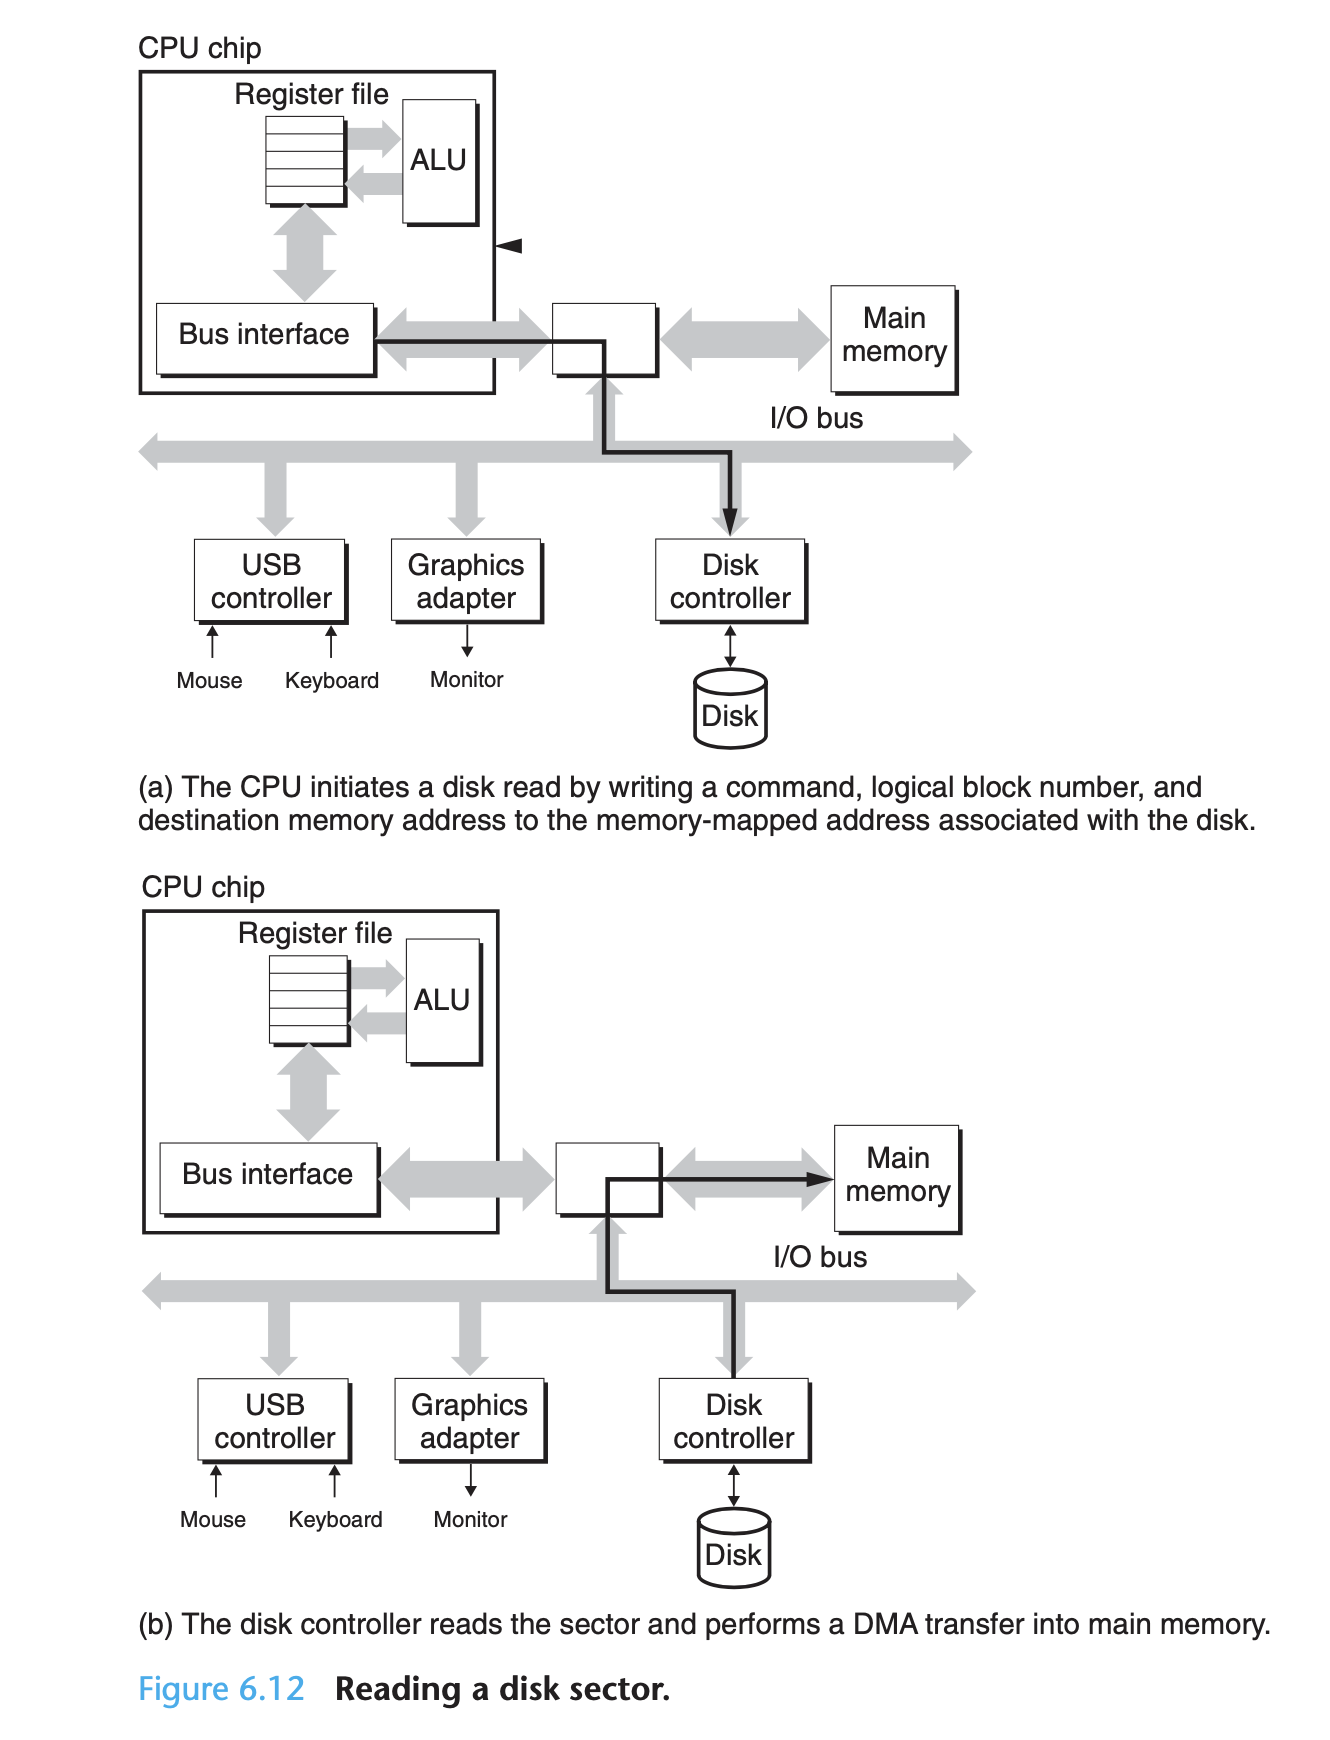 CPU chip
Register file
ALU
Bus interface
Main
memory
I/O bus
USB
controller
Graphics
adapter
Disk
controller
Mouse
Keyboard
Monitor
Disk
(a) The CPU initiates a disk read by writing a command, logical block number, and
destination memory address to the memory-mapped address associated with the disk.
CPU chip
Register file
ALU
Bus interface
Main
memory
I/O bus
USB
controller
Graphics
adapter
Disk
controller
Mouse
Keyboard
Monitor
Disk
(b) The disk controller reads the sector and performs a DMA transfer into main memory.
Figure 6.12 Reading a disk sector.